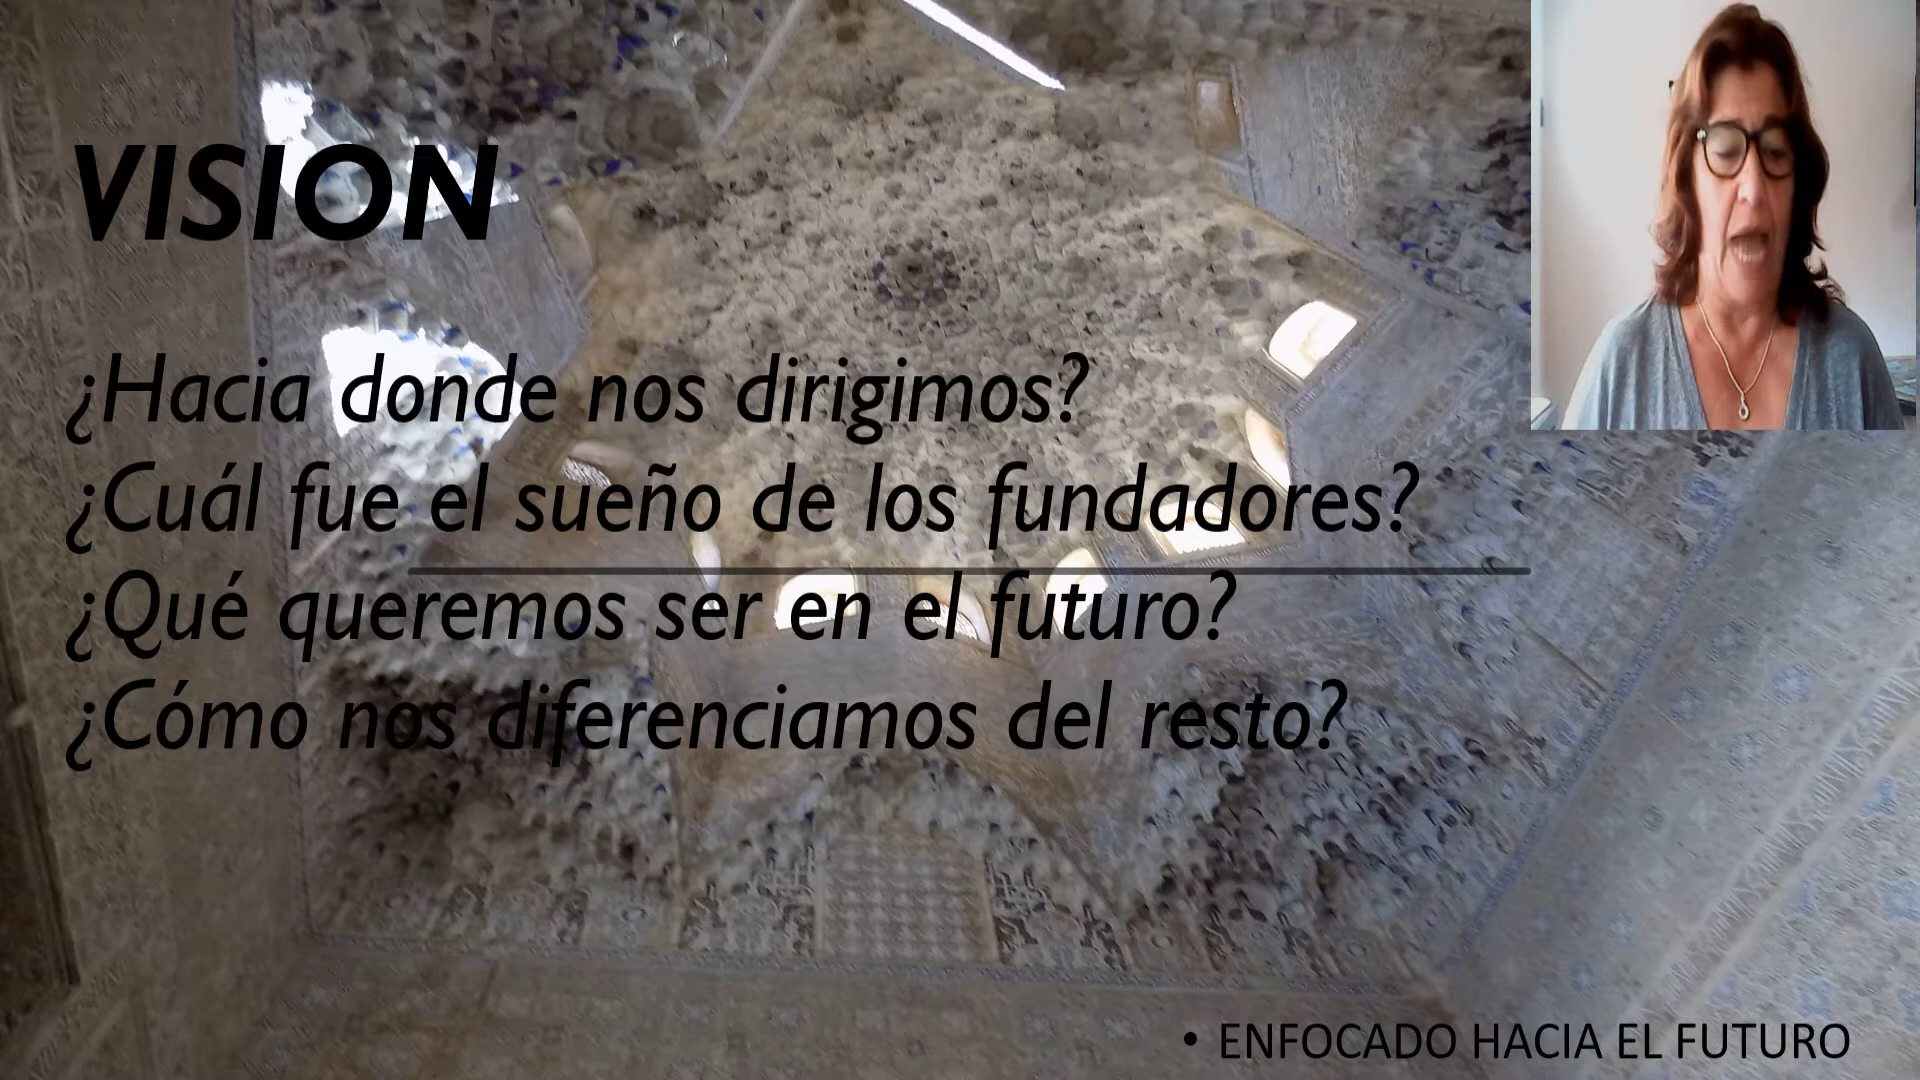 VISION
¿Hacia donde nos dirigimos?
¿Cuál fue el sueño de los fundadores?
¿Qué queremos ser en el futuro?
¿Cómo nos diferenciamos del resto?
• ENFOCADO HACIA EL FUTURO